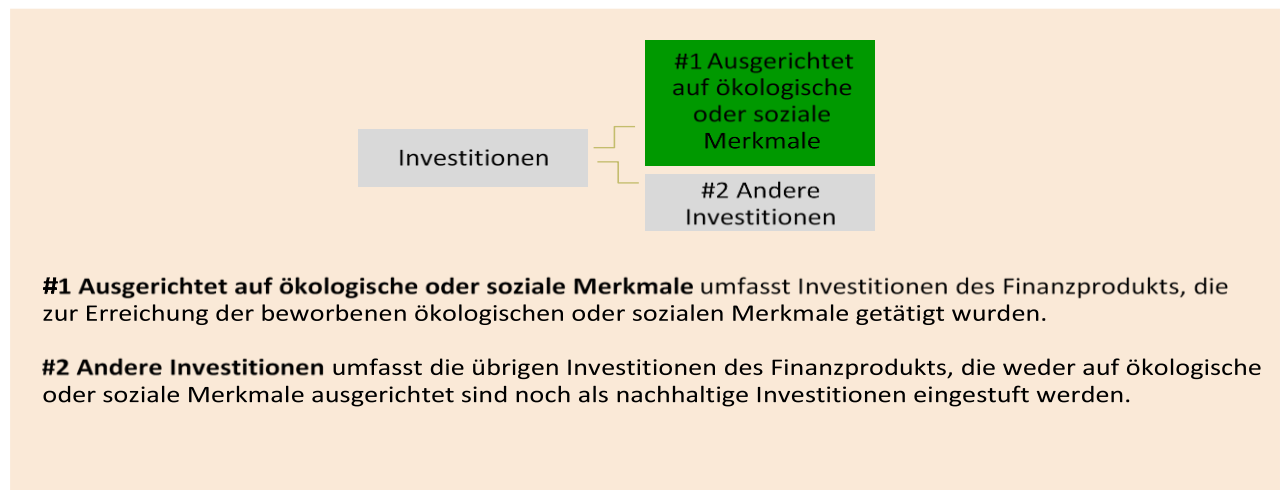 #1 Ausgerichtet
auf ökologische
oder soziale
Merkmale
Investitionen
#2 Andere
Investitionen
#1 Ausgerichtet auf ökologische oder soziale Merkmale umfasst Investitionen des Finanzprodukts, die
zur Erreichung der beworbenen ökologischen oder sozialen Merkmale getätigt wurden.
#2 Andere Investitionen umfasst die übrigen Investitionen des Finanzprodukts, die weder auf ökologische
oder soziale Merkmale ausgerichtet sind noch als nachhaltige Investitionen eingestuft werden.